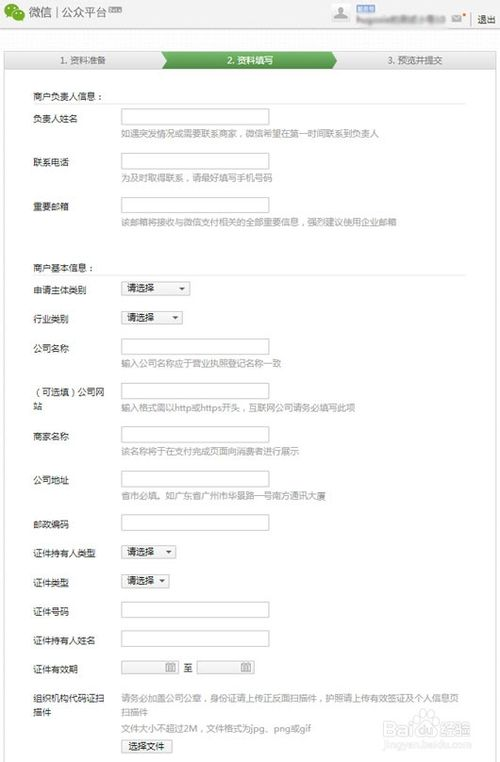 微信 | 公众平台 Beta
服务号
退出
1. 资料准备
2. 资料填写
3. 预览并提交
商户负责人信息：
负责人姓名
如遇突发情况或需要联系商家，微信希望在第一时间联系到负责人
联系电话
为及时取得联系，请最好填写手机号码
重要邮箱
该邮箱将接收与微信支付相关的全部重要信息，强烈建议使用企业邮箱
商户基本信息：
申请主体类别
请选择
行业类别
请选择
公司名称
输入公司名称应于营业执照登记名称一致
（可选填）公司网
站
输入格式需以http或https开头，互联网公司请务必填写此项
商家名称
该名称将于在支付完成页面向消费者进行展示
公司地址
省市必填。如广东省广州市华景路一号南方通讯大厦
邮政编码
证件持有人类型
请选择
证件类型
请选择
证件号码
证件持有人姓名
证件有效期
至
组织机构代码证扫
描件
请务必加盖公司公章，身份证请上传正反面扫描件，护照请上传有效签证及个人信息页
扫描件
文件大小不超过2M，文件格式为jpg、png或gif
选择文件
Baidu经验
jingyan.baidu.com